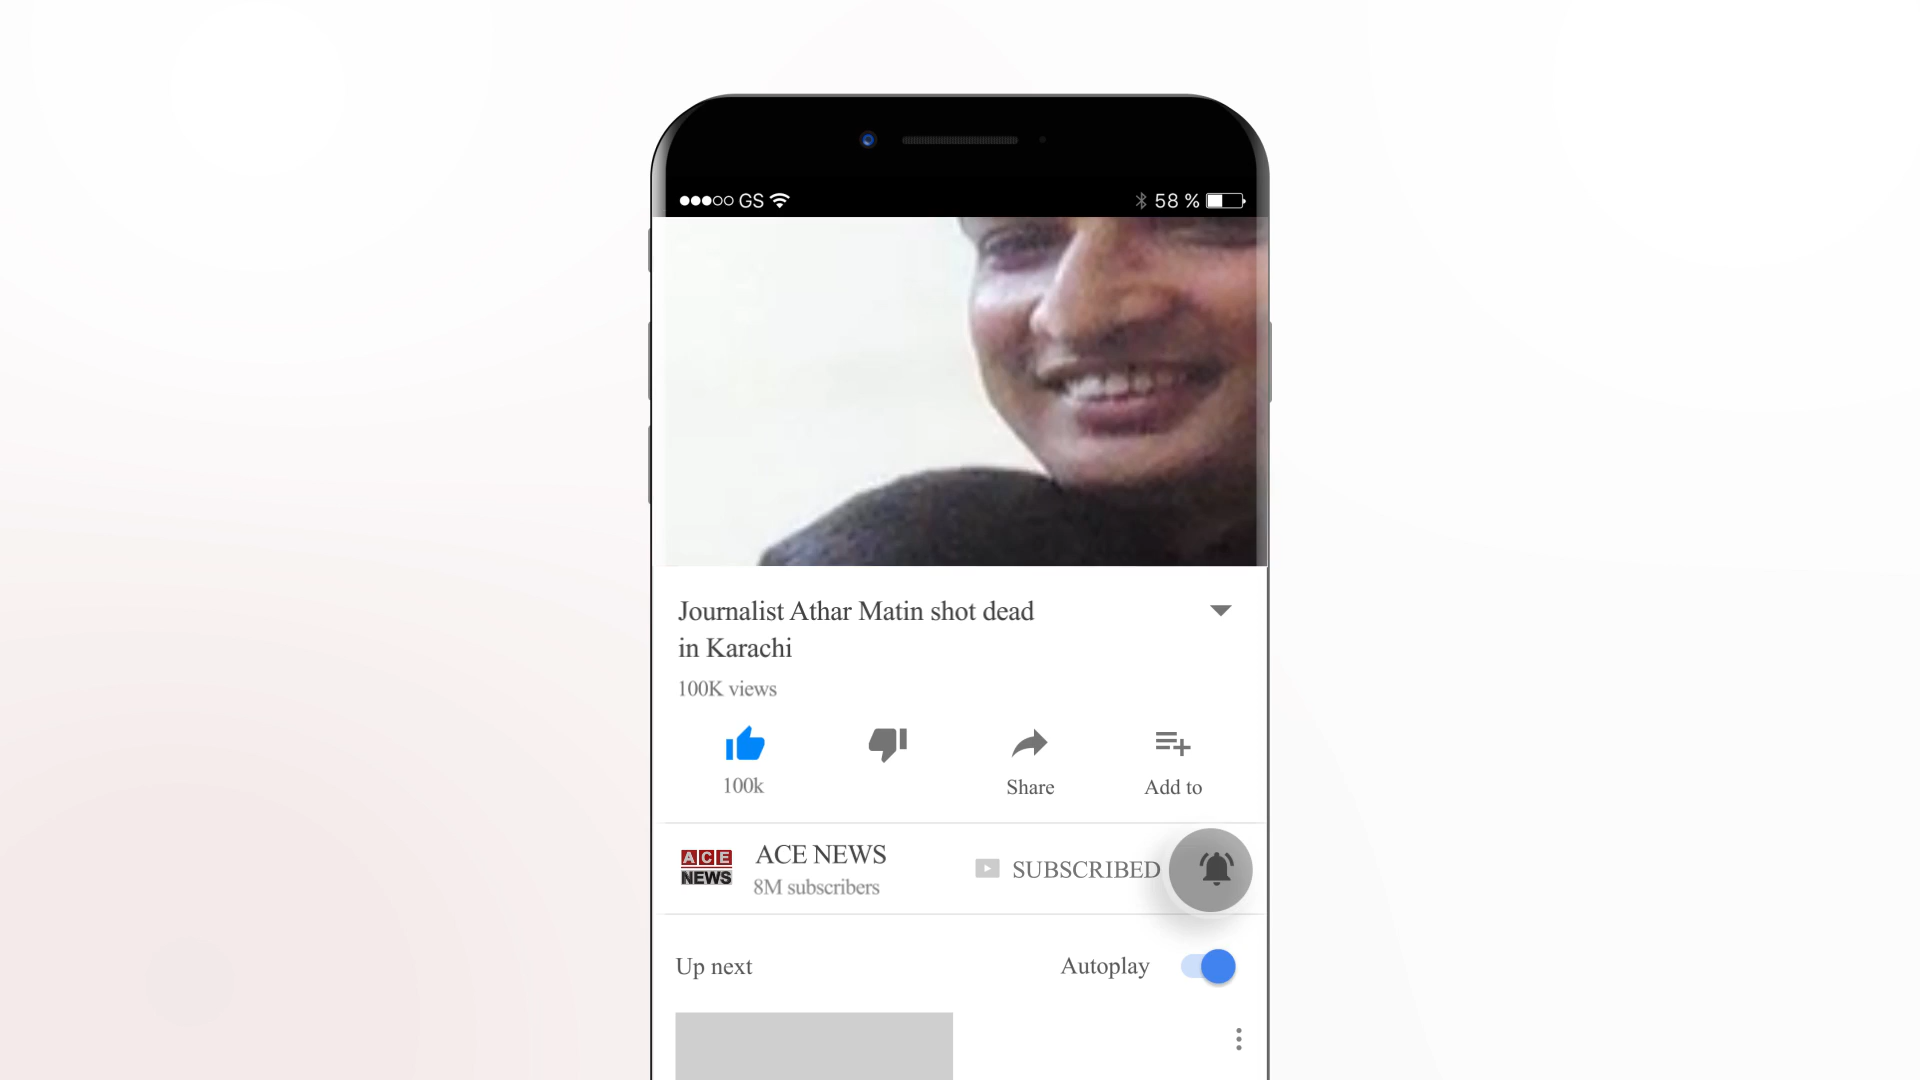 GS 58 %
Journalist Athar Matin shot dead
in Karachi
100K views
100k
Share
Add to
ACE
NEWS
ACE NEWS
8M subscribers
SUBSCRIBED
Up next
Autoplay